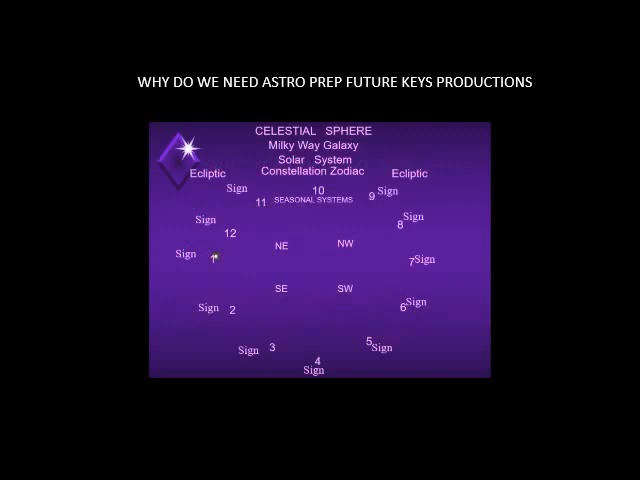 WHY DO WE NEED ASTRO PREP FUTURE KEYS PRODUCTIONS
CELESTIAL SPHERE
Milky Way Galaxy
Solar System
Constellation Zodiac
Ecliptic
Ecliptic
Sign
10
9 Sign
11
SEASONAL SYSTEMS
Sign
8 Sign
12
NE
NW
Sign
1
7 Sign
SE
SW
Sign 2
6 Sign
Sign 3
5 Sign
4
Sign